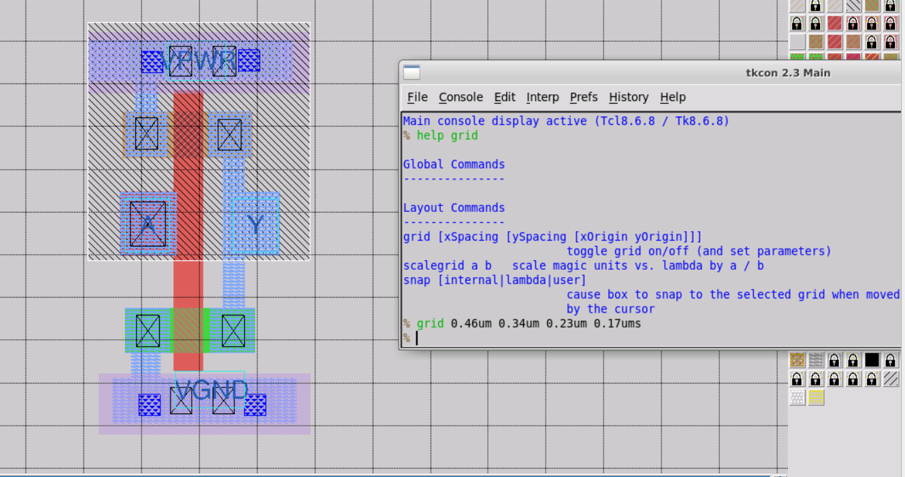 VPWR
A
Y
VGND
tkcon 2.3 Main
File Console Edit Interp Prefs History Help
Main console display active (Tcl8.6.8 / Tk8.6.8)
% help grid
Global Commands
---------------
Layout Commands
---------------
grid [xSpacing [ySpacing [xOrigin yOrigin]]]
toggle grid on/off (and set parameters)
scalegrid a b scale magic units vs. lambda by a / b
snap [internal|lambda|user]
cause box to snap to the selected grid when moved
by the cursor
% grid 0.46um 0.34um 0.23um 0.17ums
%